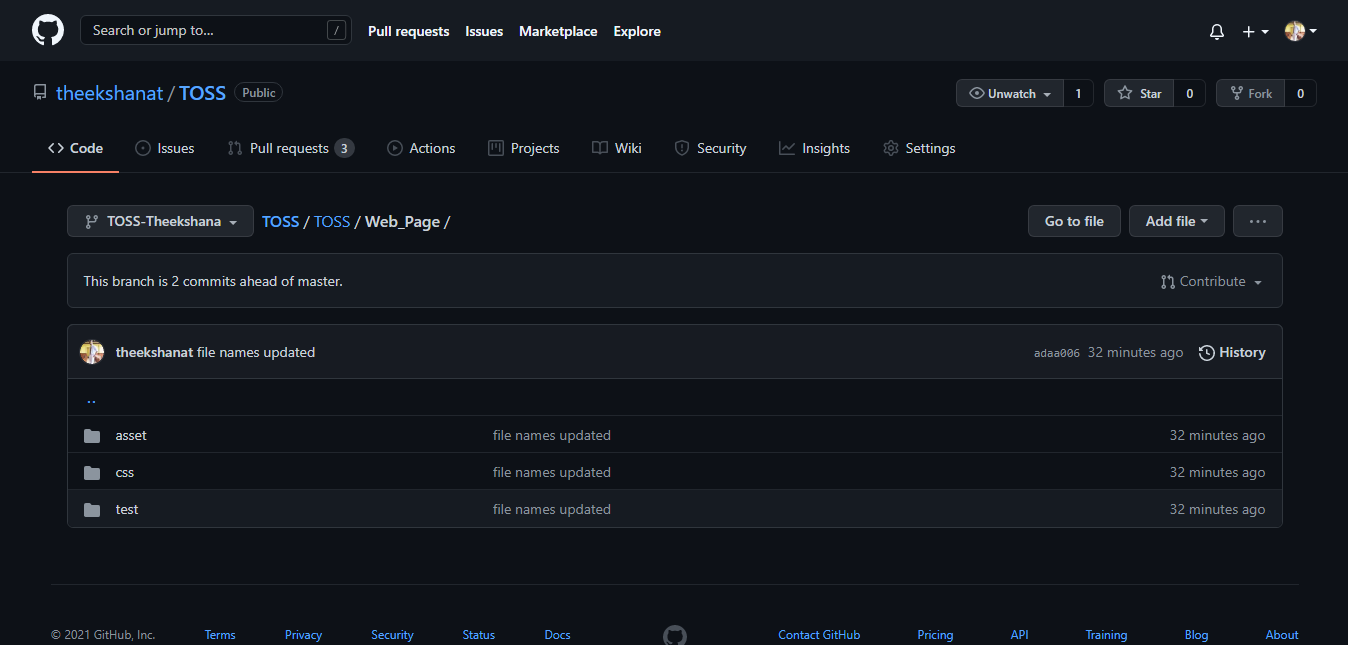 Search or jump to... / Pull requests Issues Marketplace Explore
theekshanat / TOSS Public Unwatch 1 Star 0 Fork 0
Code Issues Pull requests 3 Actions Projects Wiki Security Insights Settings
TOSS-Theekshana TOSS / TOSS / Web_Page / Go to file Add file ...
This branch is 2 commits ahead of master. Contribute
theekshanat file names updated adaa006 32 minutes ago History
..
asset file names updated 32 minutes ago
css file names updated 32 minutes ago
test file names updated 32 minutes ago
© 2021 GitHub, Inc. Terms Privacy Security Status Docs Contact GitHub Pricing API Training Blog About